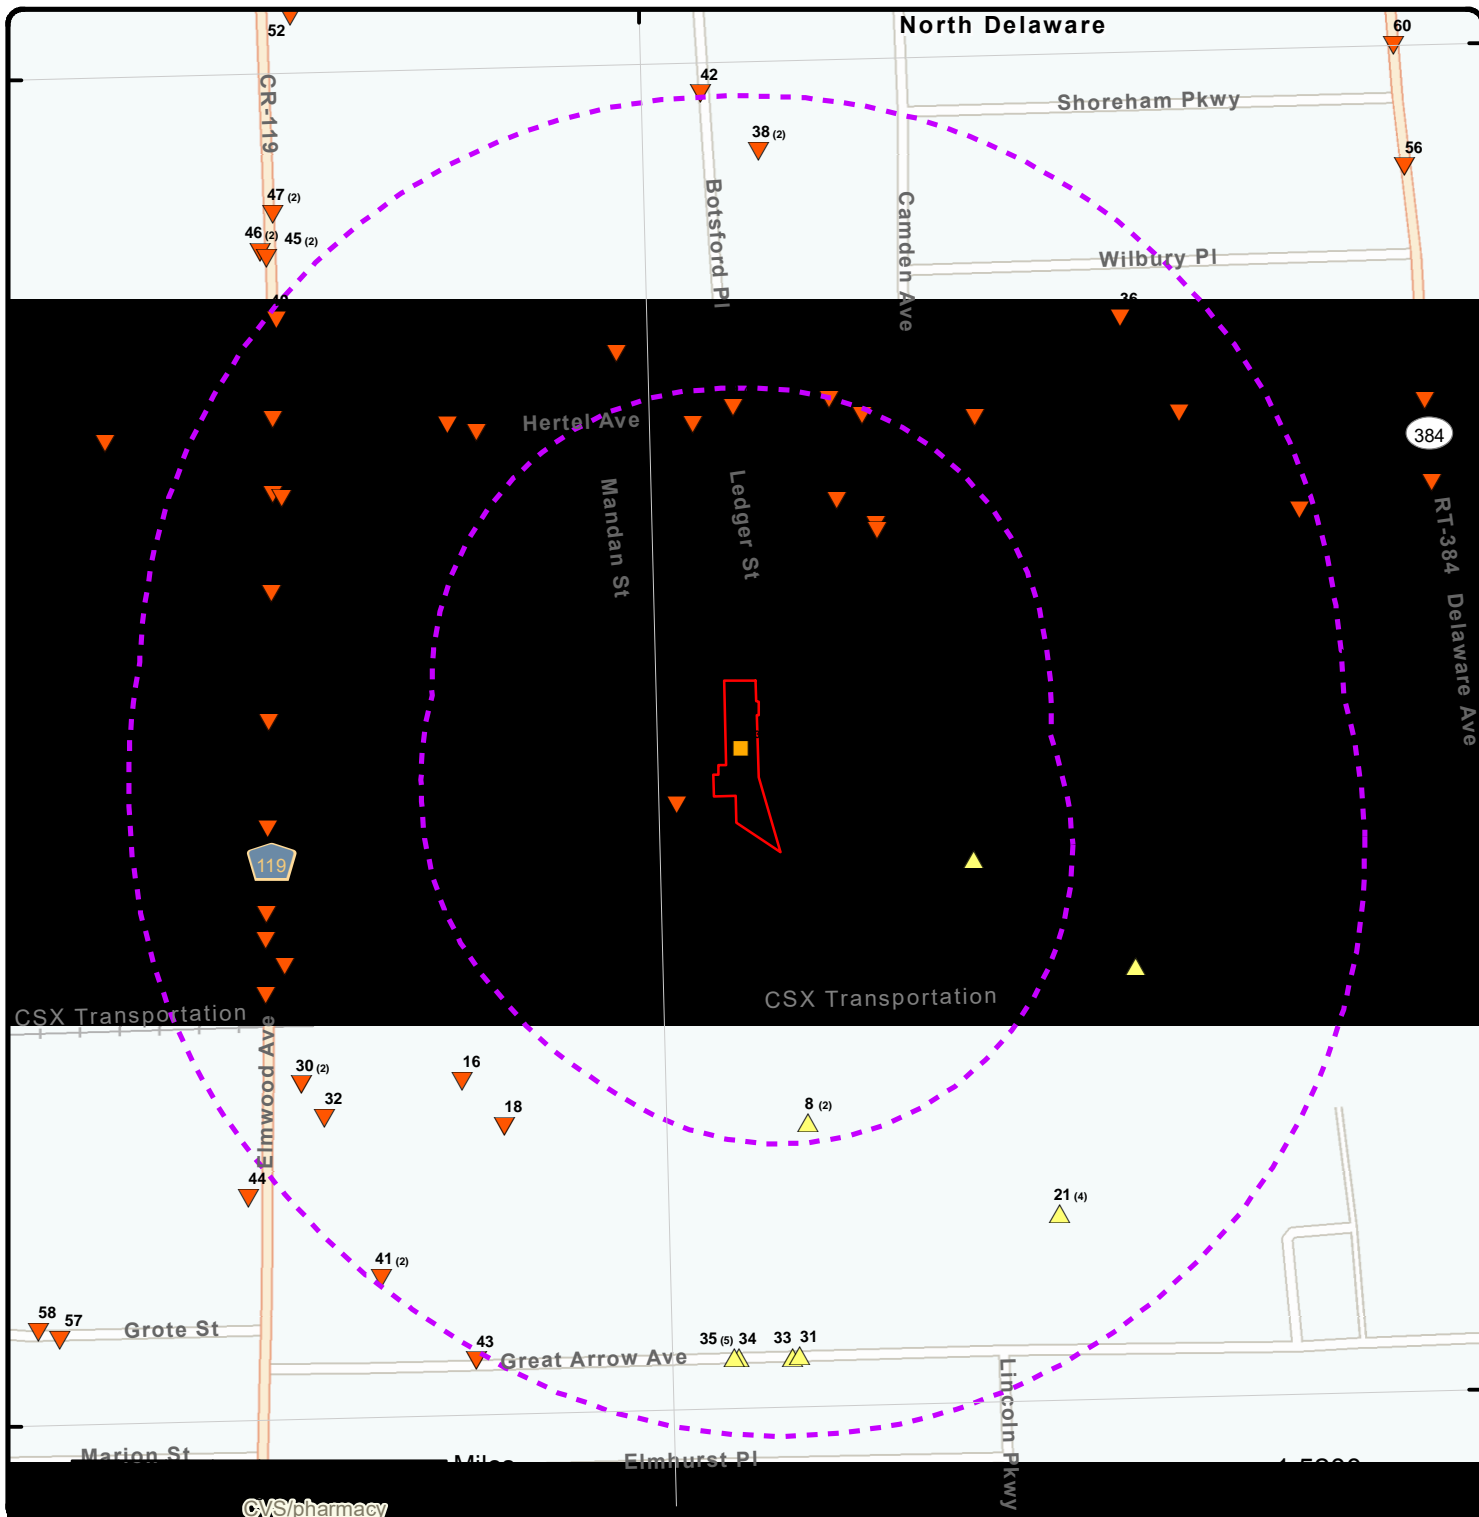 North Delaware
60
52
42
CR-119
Shoreham Pkwy
38 (2)
56
Botsford Pl
47 (2)
Camden Ave
46 (2)
45 (2)
Wilbury Pl
36
Hertel Ave
384
Mandan St
Ledger St
RT-384 Delaware Ave
119
CSX Transportation
CSX Transportation
Elmwood Ave
30 (2)
16
32
18
8 (2)
44
21 (4)
41 (2)
58
57
Grote St
43
Great Arrow Ave
35 (5)
34
33
31
Lincoln Pkwy
Marion St
Miles
Elmhurst Pl
CVS/pharmacy